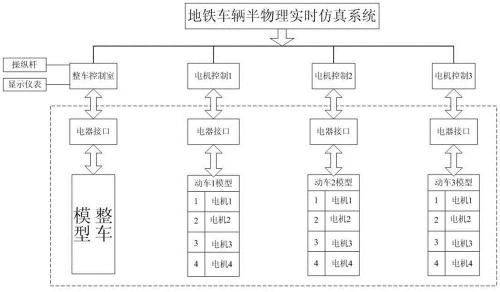 地铁车辆半物理实时仿真系统
操纵杆
显示仪表
整车控制室
电机控制1
电机控制2
电机控制3
电器接口
电器接口
电器接口
电器接口
整车
模型
动车1模型
1 电机1
2 电机2
3 电机3
4 电机4
动车2模型
1 电机1
2 电机2
3 电机3
4 电机4
动车3模型
1 电机1
2 电机2
3 电机3
4 电机4